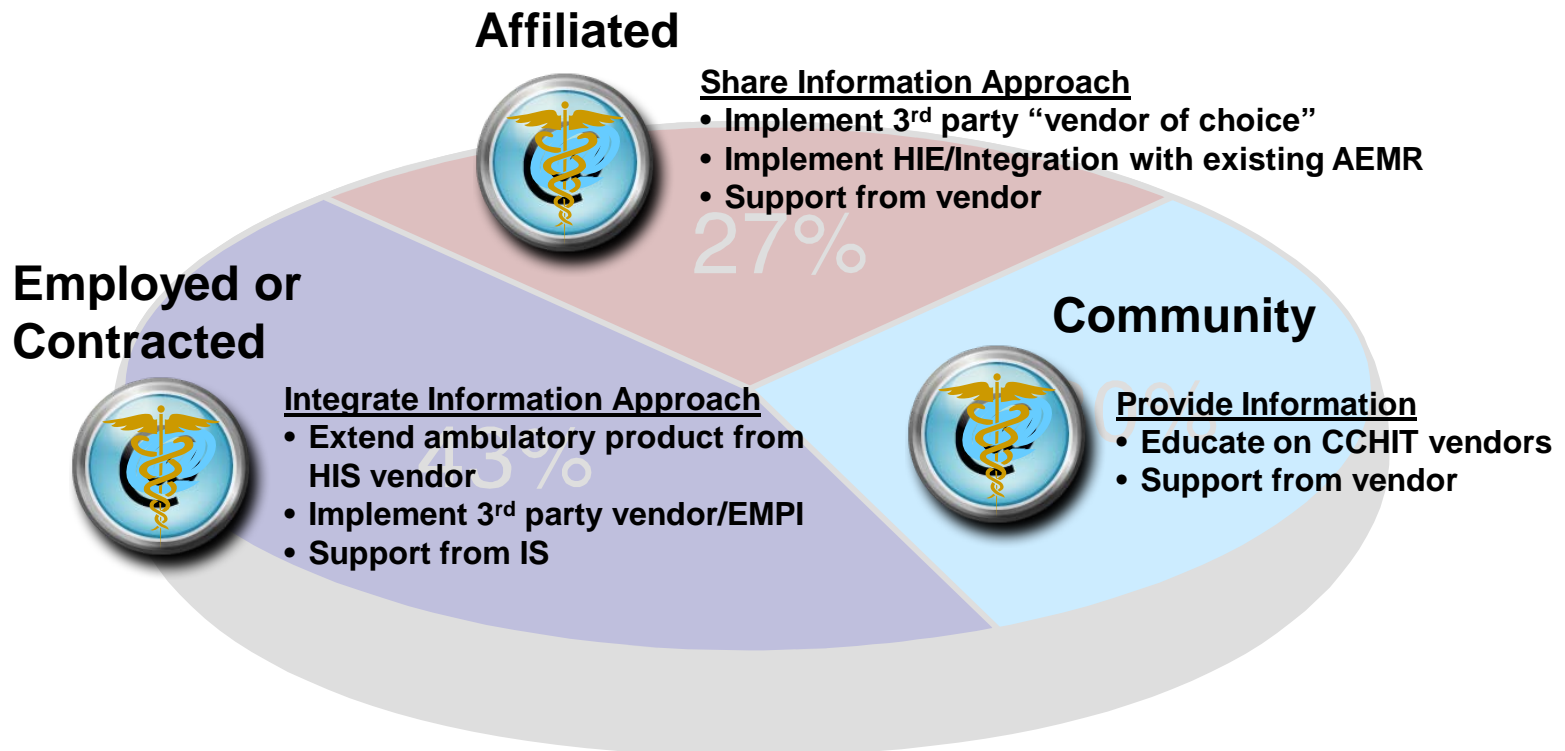 Affiliated
Share Information Approach
• Implement 3rd party “vendor of choice”
• Implement HIE/Integration with existing AEMR
• Support from vendor
27%
Employed or
Contracted
Integrate Information Approach
• Extend ambulatory product from
HIS vendor
• Implement 3rd party vendor/EMPI
• Support from IS
43%
Community
Provide Information
• Educate on CCHIT vendors
• Support from vendor